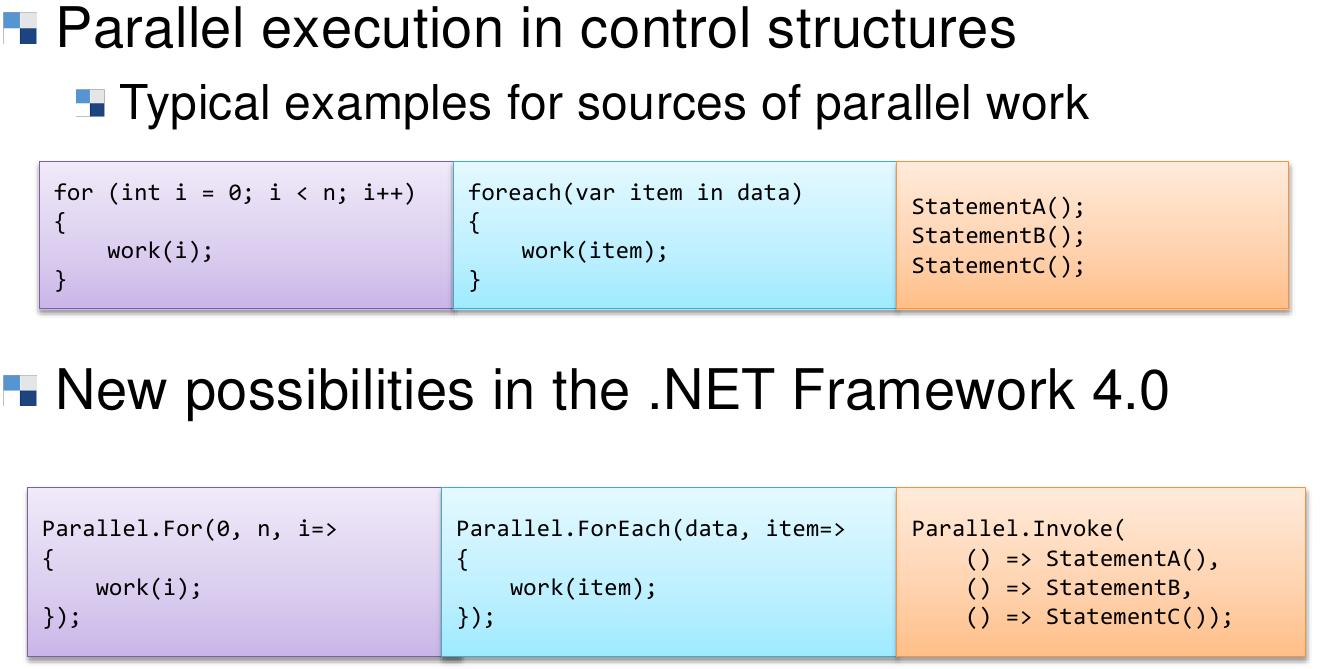 Parallel execution in control structures
Typical examples for sources of parallel work
for (int i = 0; i < n; i++)
{
    work(i);
}
foreach(var item in data)
{
    work(item);
}
StatementA();
StatementB();
StatementC();
New possibilities in the .NET Framework 4.0
Parallel.For(0, n, i=>
{
    work(i);
});
Parallel.ForEach(data, item=>
{
    work(item);
});
Parallel.Invoke(
    () => StatementA(),
    () => StatementB,
    () => StatementC());